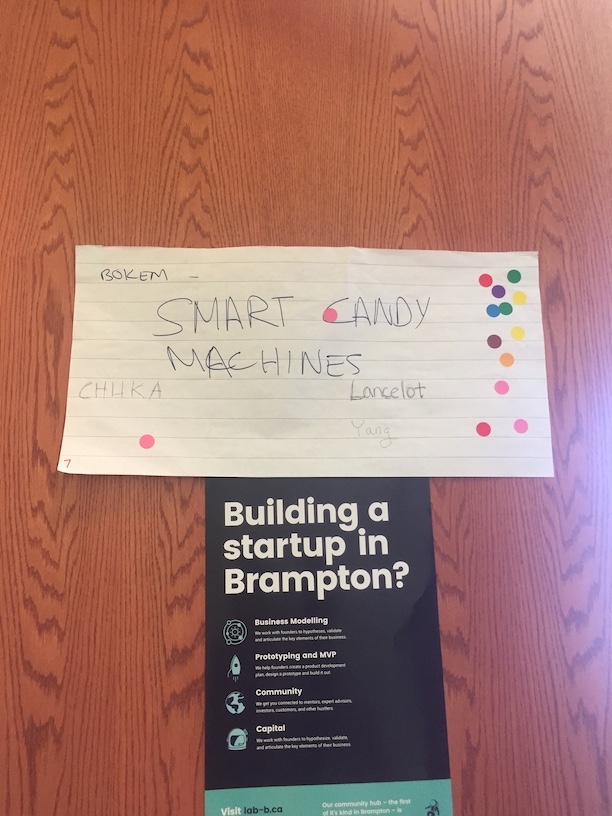 BOKEM -
SMART CANDY
MACHINES
CHUKA
Lancelot
Yang
7
Building a
startup in
Brampton?
Business Modelling
We work with founders to hypotheses, validate
and articulate the key elements of their business.
Prototyping and MVP
We help founders create a product development
plan, design a prototype and build it out
Community
We get you connected to mentors, expert advisors,
investors, customers, and other hustlers
Capital
We work with founders to hypothesize, validate,
and articulate the key elements of their business
Visit lab-b.ca
Our community hub – the first
of it's kind in Brampton – is